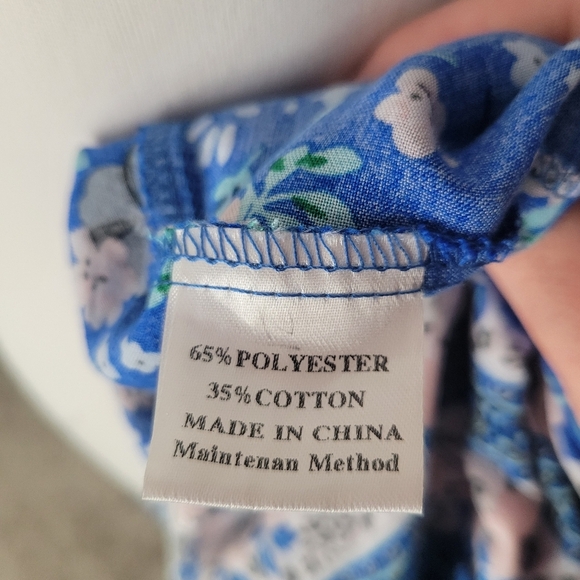 65% POLYESTER
35% COTTON
MADE IN CHINA
Maintenan Method